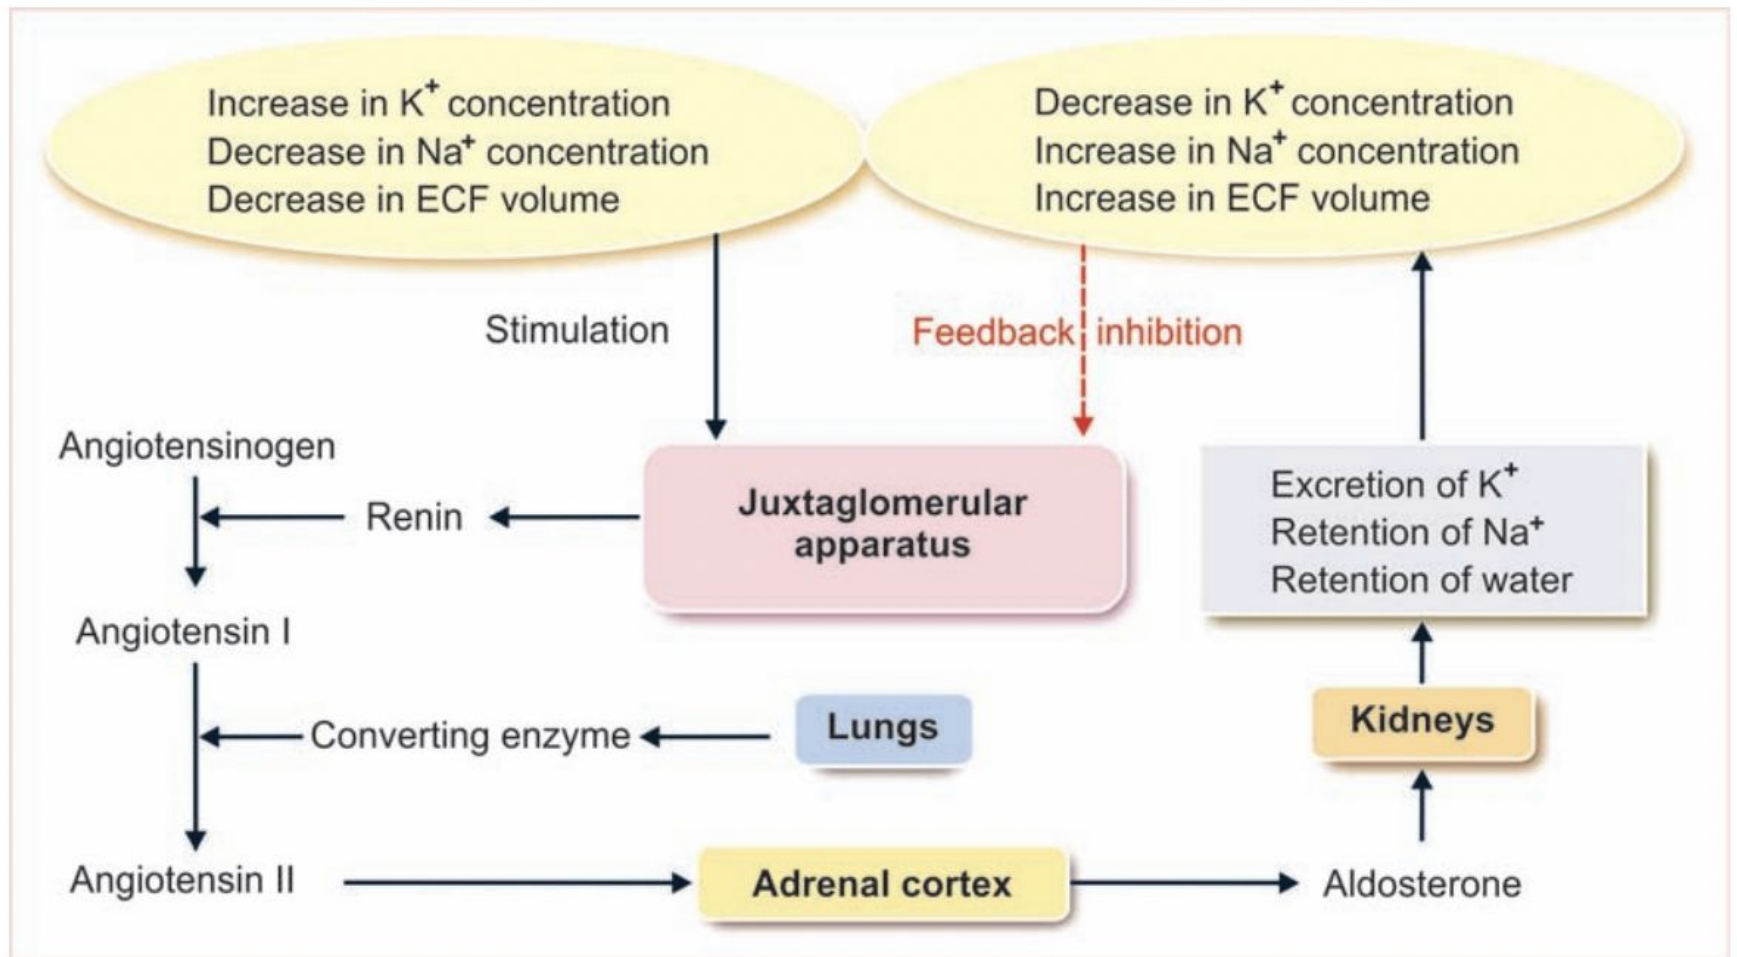 Increase in K⁺ concentration
Decrease in Na⁺ concentration
Decrease in ECF volume
Decrease in K⁺ concentration
Increase in Na⁺ concentration
Increase in ECF volume
Stimulation
Feedback inhibition
Angiotensinogen
Renin
Juxtaglomerular
apparatus
Excretion of K⁺
Retention of Na⁺
Retention of water
Angiotensin I
Converting enzyme
Lungs
Kidneys
Angiotensin II
Adrenal cortex
Aldosterone